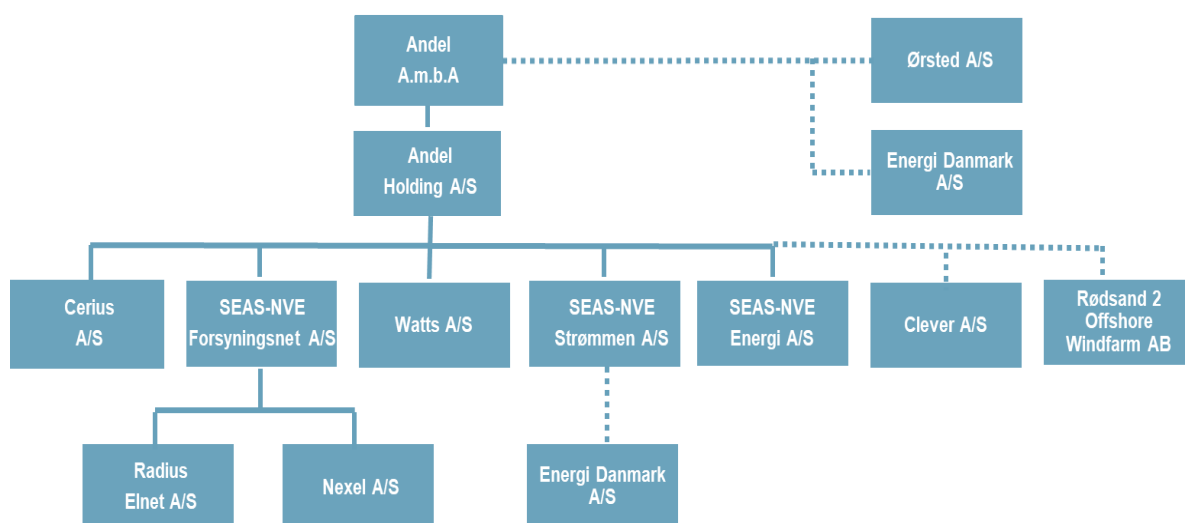 Andel
A.m.b.A
Ørsted A/S
Energi Danmark
A/S
Andel
Holding A/S
Cerius
A/S
SEAS-NVE
Forsyningsnet A/S
Watts A/S
SEAS-NVE
Strømmen A/S
SEAS-NVE
Energi A/S
Clever A/S
Rødsand 2
Offshore
Windfarm AB
Radius
Elnet A/S
Nexel A/S
Energi Danmark
A/S